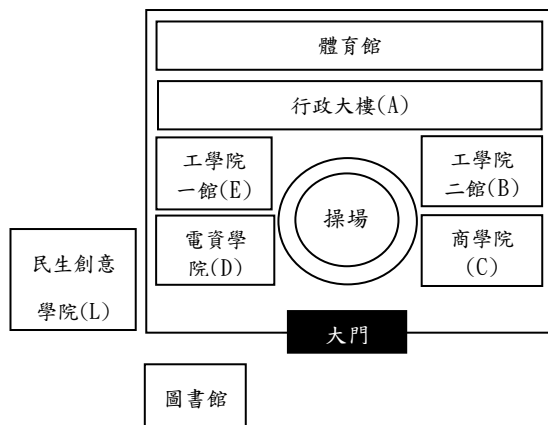 體育館
行政大樓(A)
工學院
一館(E)
工學院
二館(B)
操場
電資學
院(D)
商學院
(C)
民生創意
學院(L)
大門
圖書館